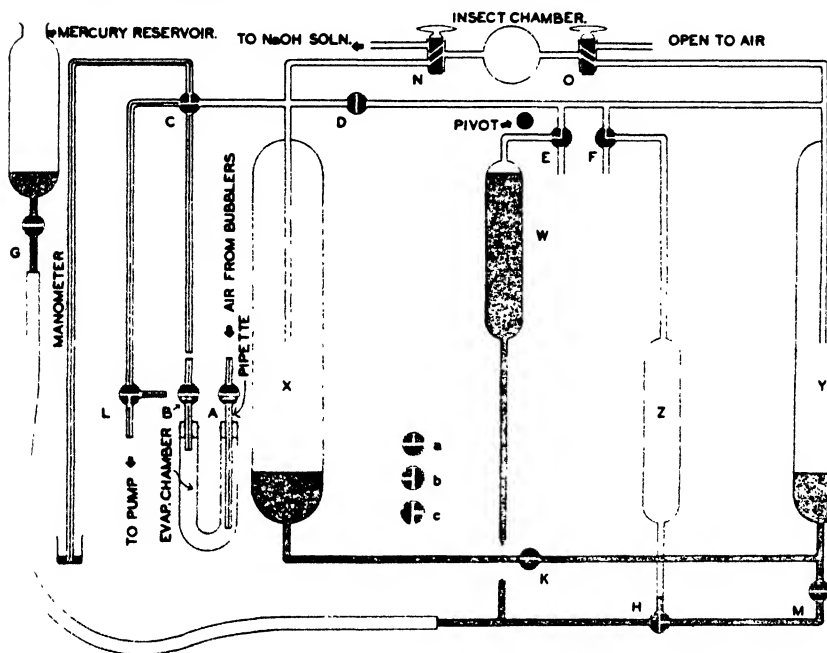 INSECT CHAMBER.
MERCURY RESERVOIR.
TO NaOH SOLN.
OPEN TO AIR
N
O
C
D
PIVOT
E
F
G
W
MANOMETER
AIR FROM BUBBLERS
PIPETTE
X
Y
L
B
A
Z
a
b
c
TO PUMP
EVAP. CHAMBER
K
H
M